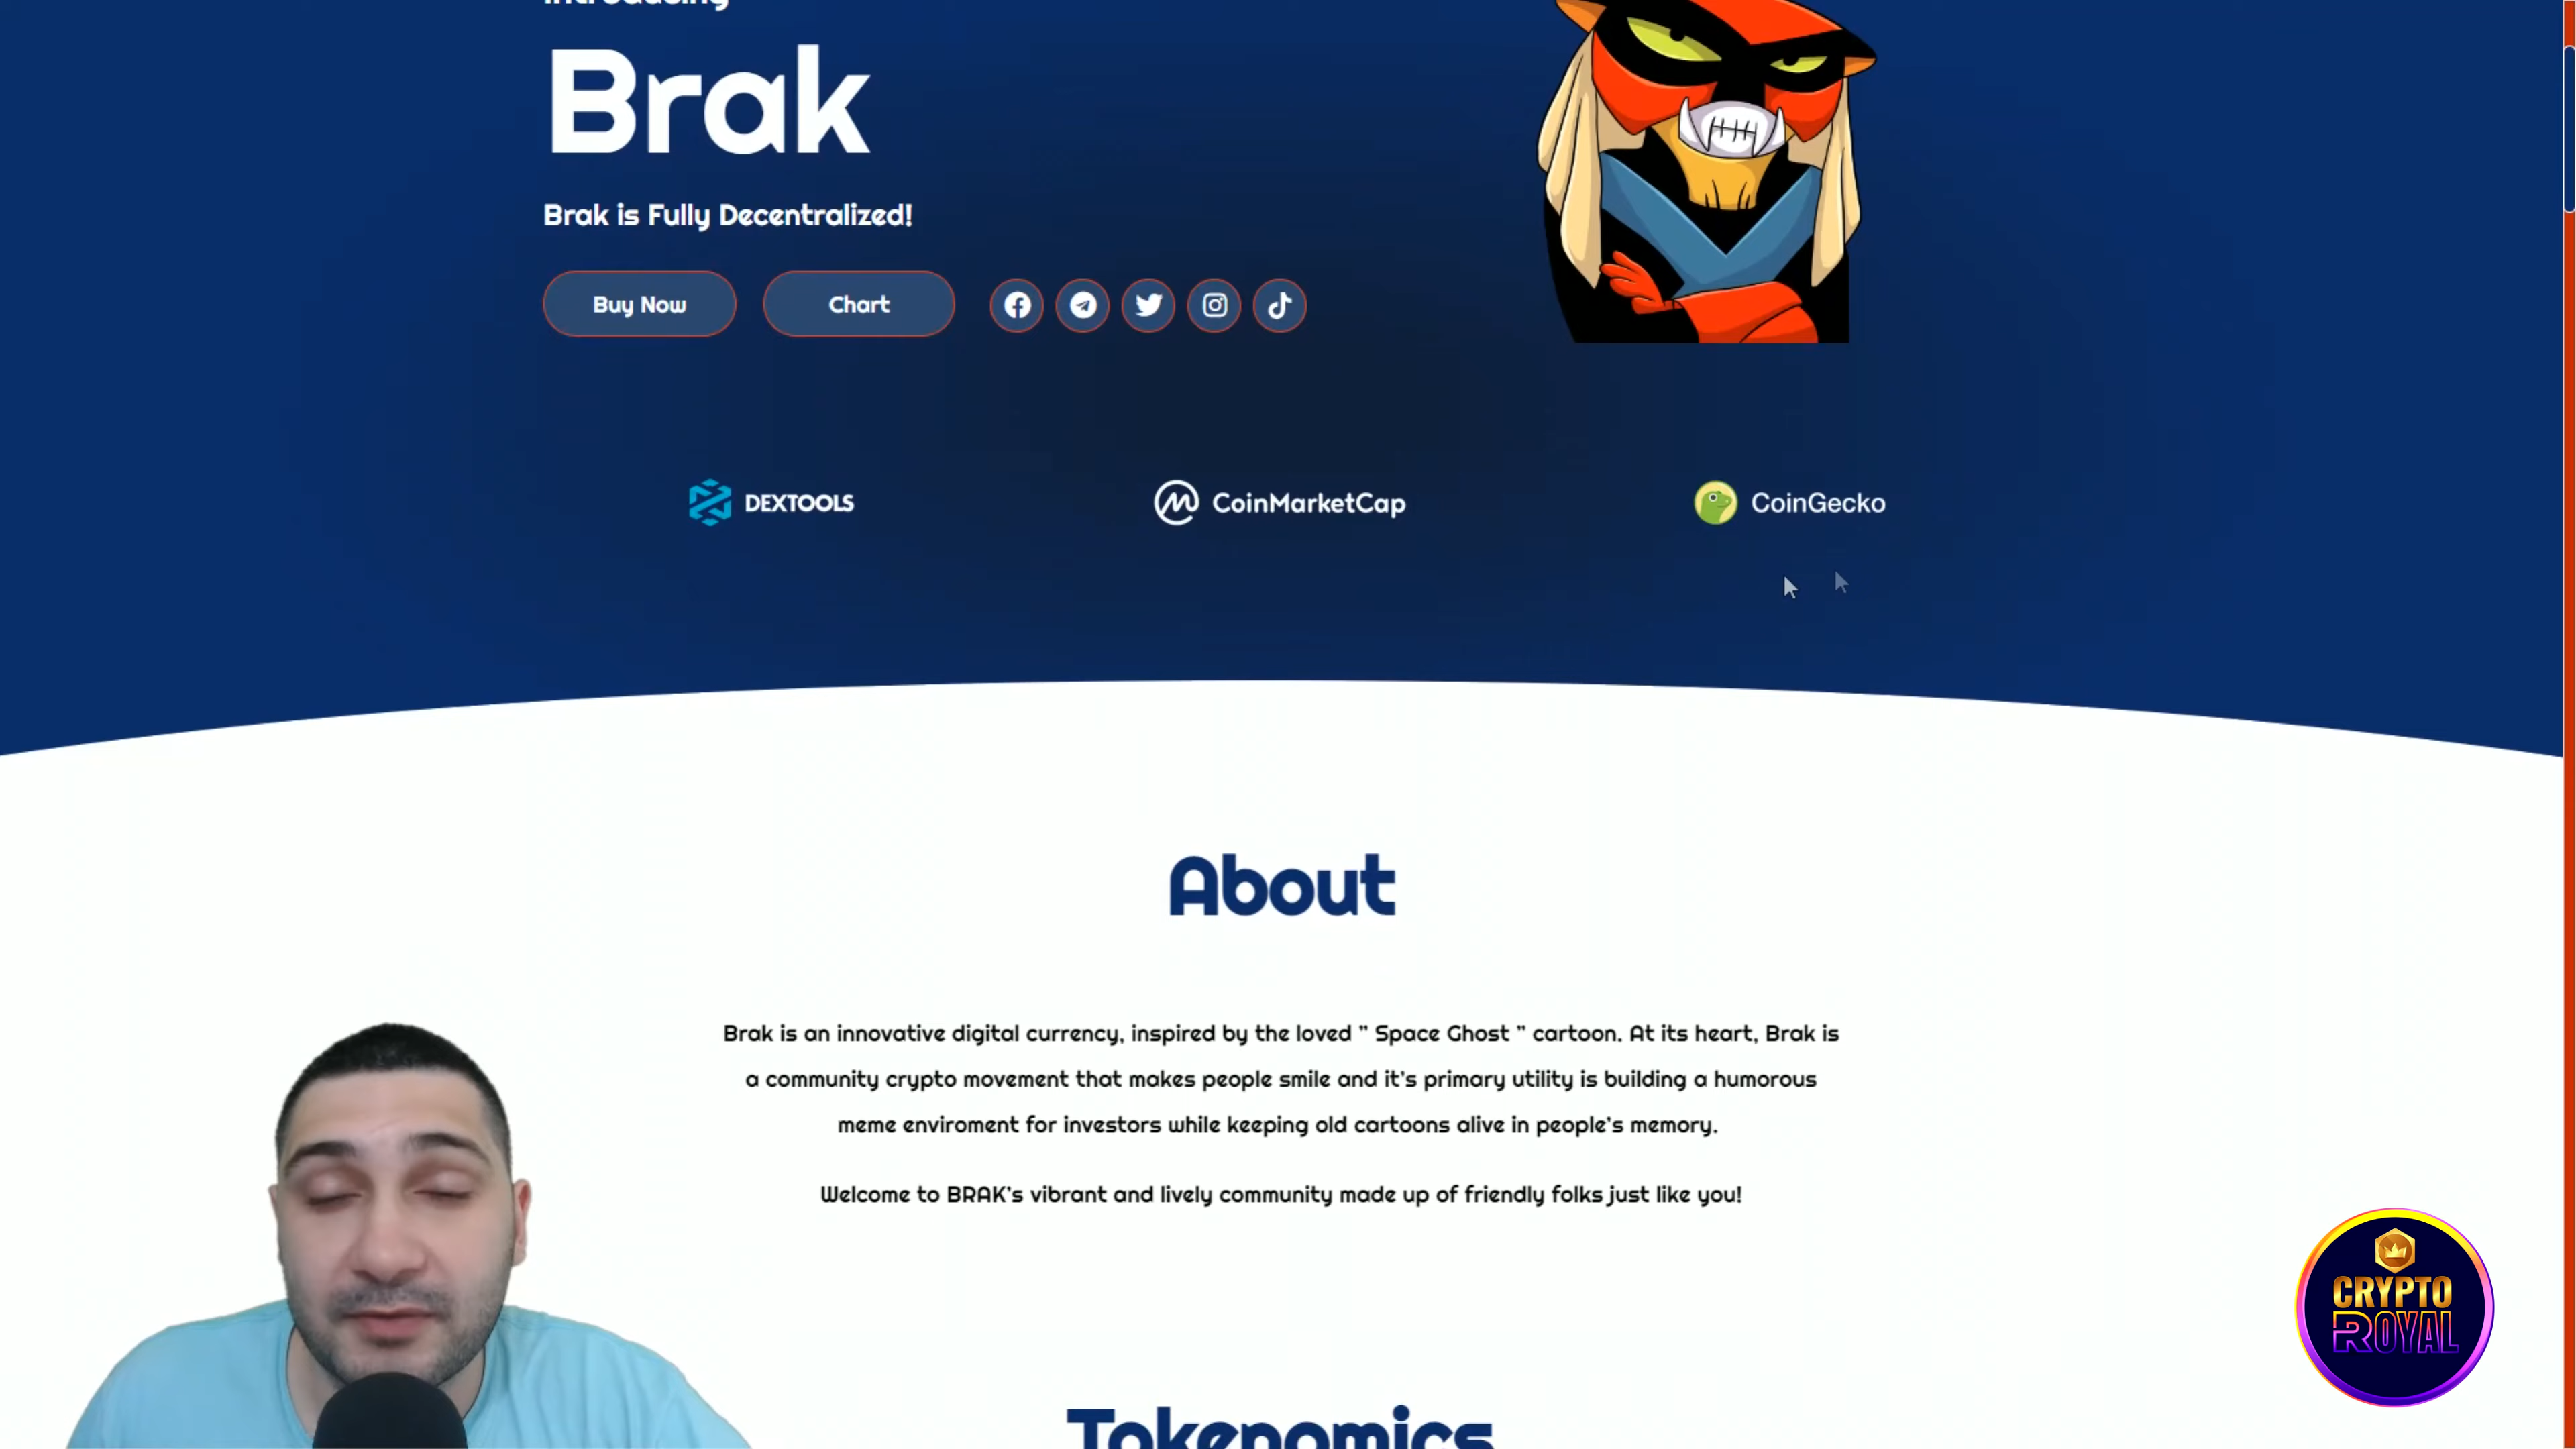 Introducing
Brak
Brak is Fully Decentralized!
Buy Now
Chart
DEXTOOLS
CoinMarketCap
CoinGecko
About
Brak is an innovative digital currency, inspired by the loved " Space Ghost " cartoon. At its heart, Brak is
a community crypto movement that makes people smile and it's primary utility is building a humorous
meme enviroment for investors while keeping old cartoons alive in people's memory.
Welcome to BRAK's vibrant and lively community made up of friendly folks just like you!
CRYPTO
ROYAL
Tokenomics